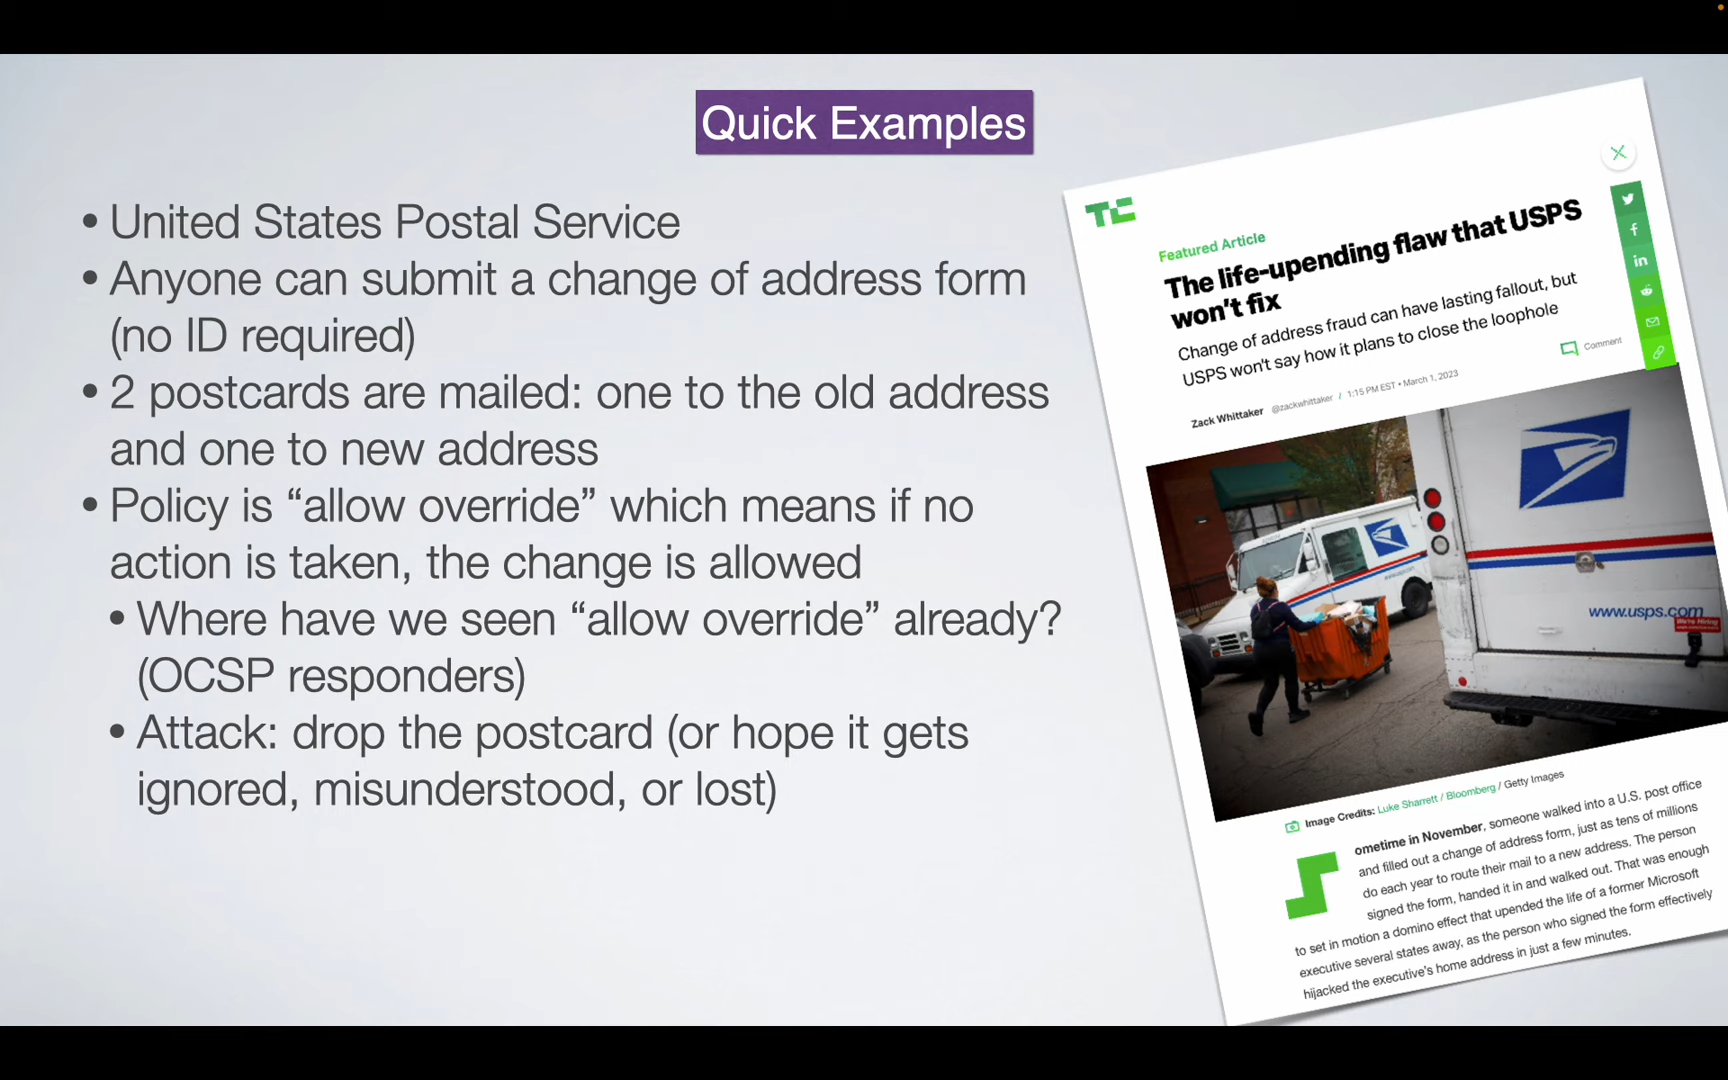 Quick Examples
• United States Postal Service
• Anyone can submit a change of address form
(no ID required)
• 2 postcards are mailed: one to the old address
and one to new address
• Policy is “allow override” which means if no
action is taken, the change is allowed
• Where have we seen “allow override” already?
(OCSP responders)
• Attack: drop the postcard (or hope it gets
ignored, misunderstood, or lost)
TC
Featured Article
The life-upending flaw that USPS
won’t fix
Change of address fraud can have lasting fallout, but
USPS won’t say how it plans to close the loophole
Comment
Zack Whittaker @zackwhittaker / 1:15 PM EST • March 1, 2023
www.usps.com
We're Hiring
Image Credits: Luke Sharrett / Bloomberg / Getty Images
Sometime in November, someone walked into a U.S. post office
and filled out a change of address form, just as tens of millions
do each year to route their mail to a new address. The person
signed the form, handed it in and walked out. That was enough
to set in motion a domino effect that upended the life of a former Microsoft
executive several states away, as the person who signed the form effectively
hijacked the executive’s home address in just a few minutes.